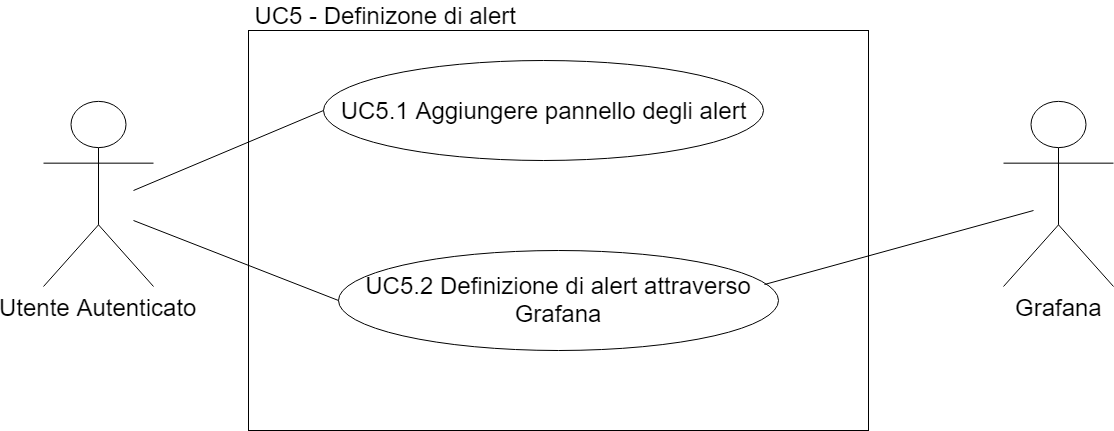 UC5 - Definizone di alert
UC5.1 Aggiungere pannello degli alert
UC5.2 Definizione di alert attraverso
Grafana
Utente Autenticato
Grafana